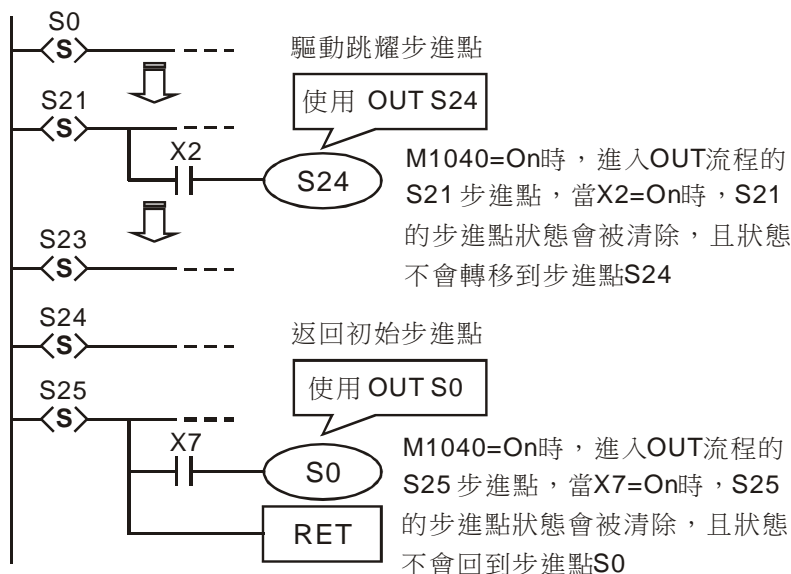 S0
S
驅動跳耀步進點
使用 OUT S24
S21
S
X2
S24
M1040=On時，進入OUT流程的
S21 步進點，當X2=On時，S21
的步進點狀態會被清除，且狀態
不會轉移到步進點S24
S23
S
S24
S
返回初始步進點
使用 OUT S0
S25
S
X7
S0
M1040=On時，進入OUT流程的
S25 步進點，當X7=On時，S25
的步進點狀態會被清除，且狀態
不會回到步進點S0
RET